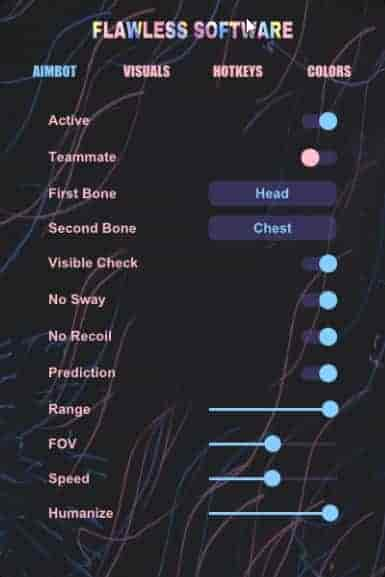 FLAWLESS SOFTWARE
AIMBOT VISUALS HOTKEYS COLORS
Active
Teammate
First Bone Head
Second Bone Chest
Visible Check
No Sway
No Recoil
Prediction
Range
FOV
Speed
Humanize